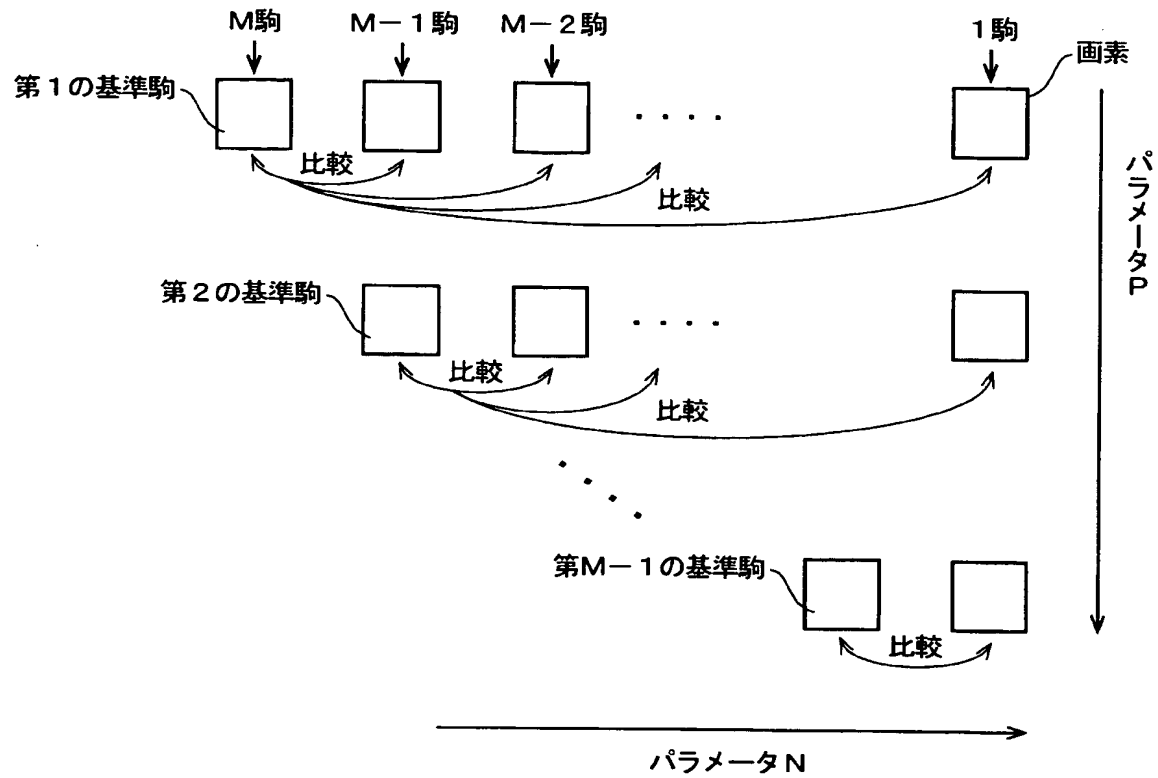 M駒
M－1駒
M－2駒
1駒
画素
第1の基準駒
比較
比較
パラメータP
第2の基準駒
比較
比較
第M－1の基準駒
比較
パラメータN